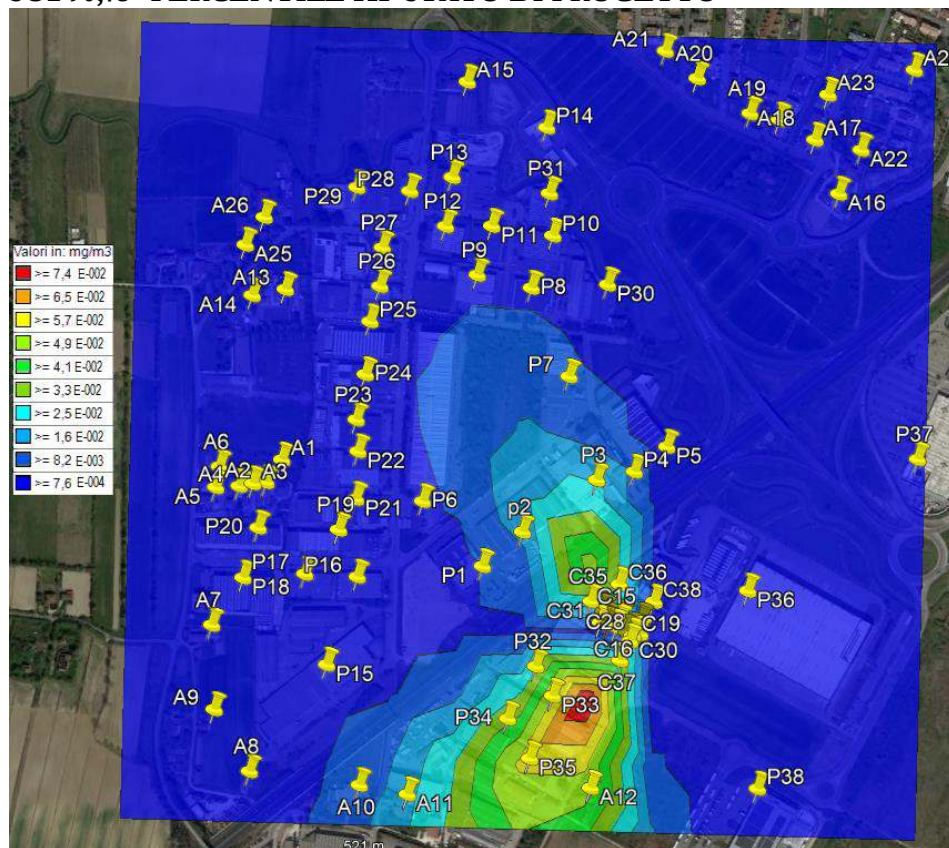 PERCENTILE DI PROGETTO
A21
A20
A15
A19
A23
A18
P14
A17
A22
P13
P28
P29
P31
A16
A26
P12
P27
P11
P10
A25
P26
P9
Valori in: mg/m3
>= 7,4 E-002
>= 6,5 E-002
>= 5,7 E-002
>= 4,9 E-002
>= 4,1 E-002
>= 3,3 E-002
>= 2,5 E-002
>= 1,6 E-002
>= 8,2 E-003
>= 7,6 E-004
A13
A14
P8
P30
P25
P24
P7
P23
A6
A1
P22
P5
P37
A4
A2
A3
P3
P4
A5
P19
P21
P6
P20
p2
P17
P16
P1
C35
C36
P18
C38
P36
C31
C15
A7
C28
C19
P32
C16
C30
P15
C37
A9
P34
P33
A8
P35
A10
A11
A12
P38
521 m